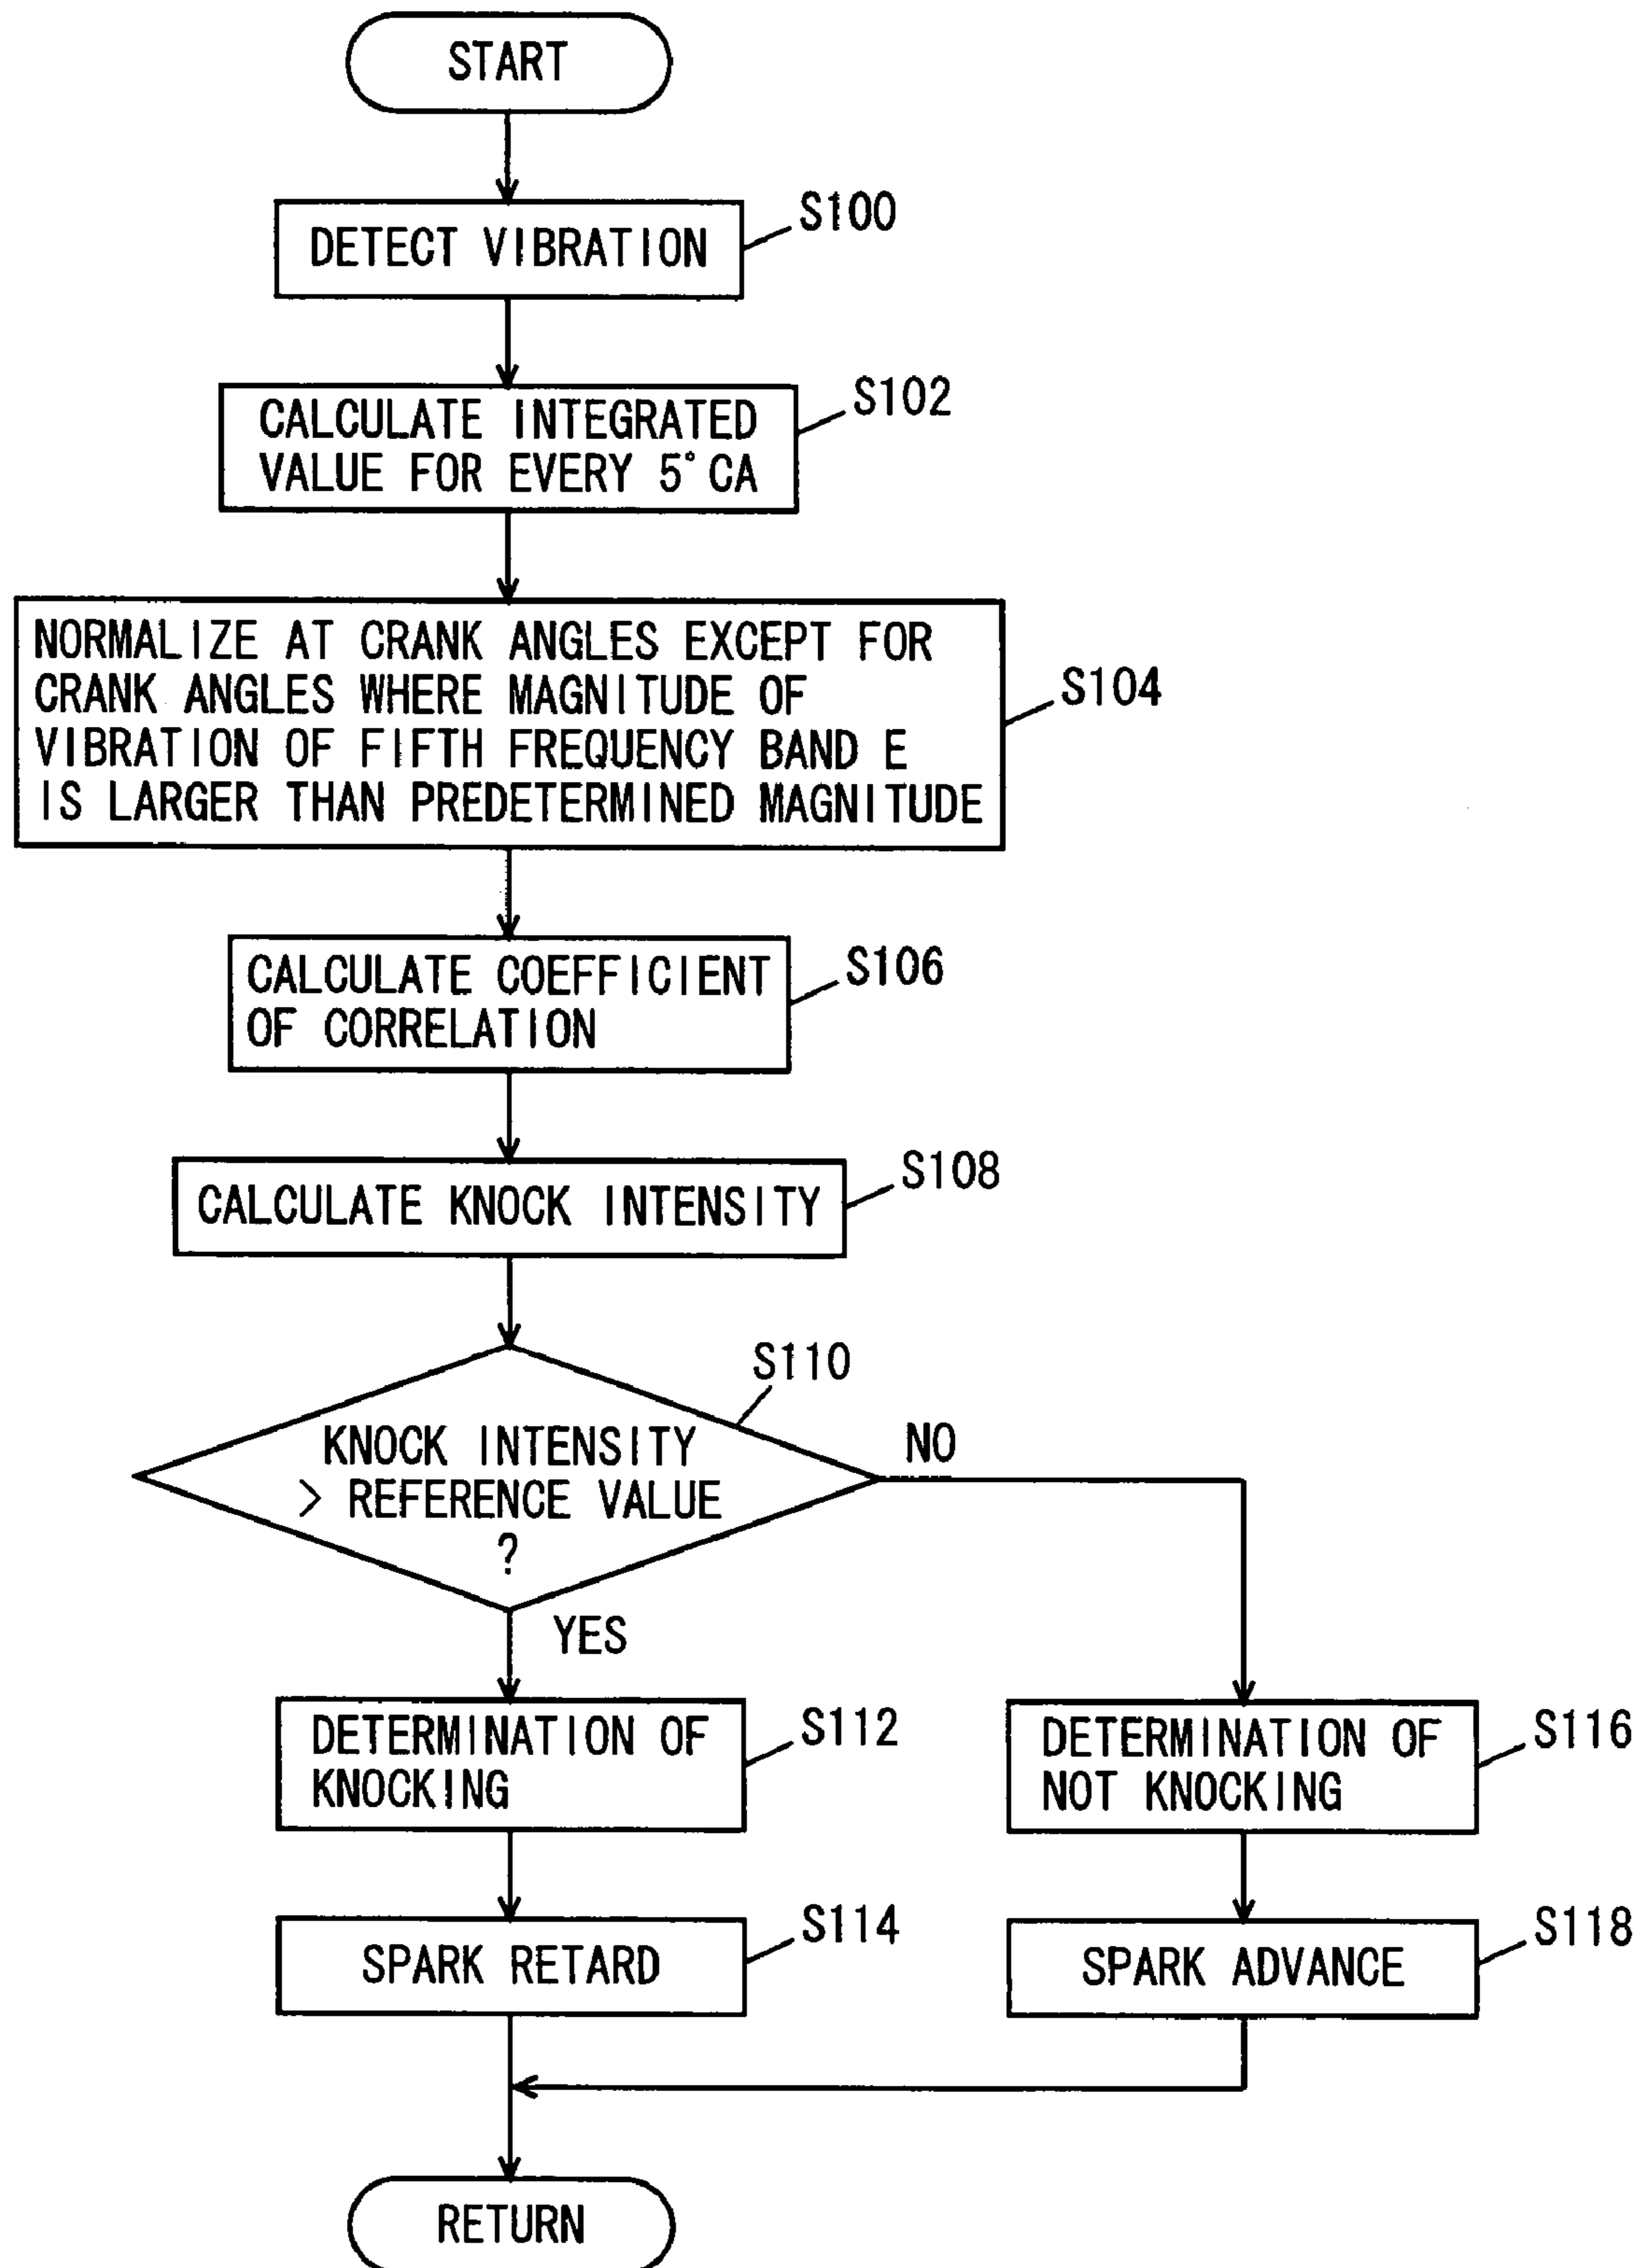 START
S100
DETECT VIBRATION
S102
CALCULATE INTEGRATED
VALUE FOR EVERY 5° CA
NORMALIZE AT CRANK ANGLES EXCEPT FOR
CRANK ANGLES WHERE MAGNITUDE OF
VIBRATION OF FIFTH FREQUENCY BAND E
IS LARGER THAN PREDETERMINED MAGNITUDE
S104
CALCULATE COEFFICIENT
OF CORRELATION
S106
S108
CALCULATE KNOCK INTENSITY
S110
KNOCK INTENSITY
> REFERENCE VALUE
?
NO
YES
DETERMINATION OF
KNOCKING
S112
DETERMINATION OF
NOT KNOCKING
S116
SPARK RETARD
S114
SPARK ADVANCE
S118
RETURN